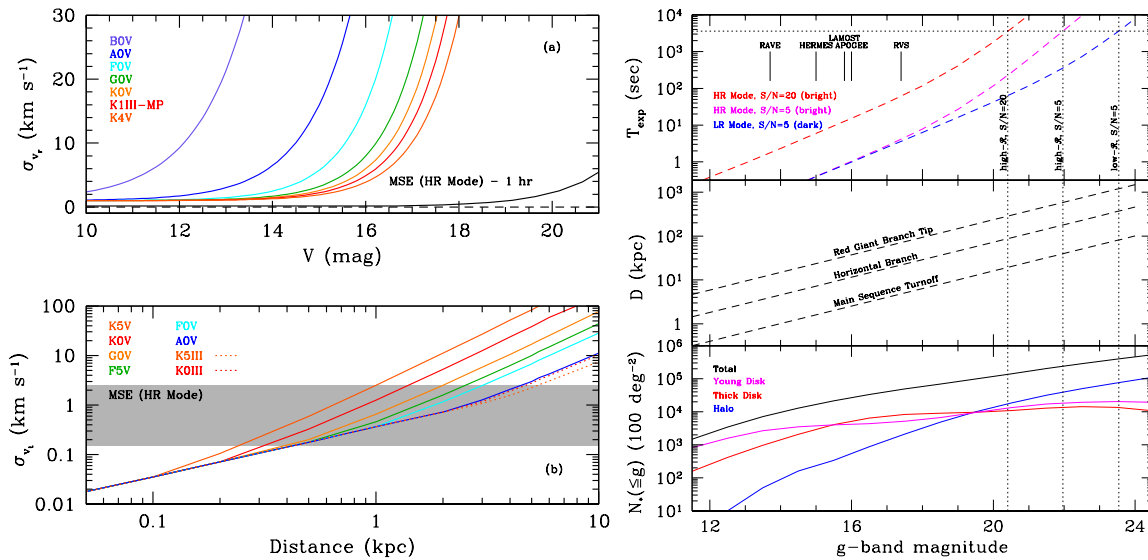 30
20
10
0
σ_vr (km s⁻¹)
B0V
A0V
F0V
G0V
K0V
K1III-MP
K4V
(a)
MSE (HR Mode) - 1 hr
10 12 14 16 18 20
V (mag)
100
10
1
0.1
0.01
σ_vt (km s⁻¹)
K5V F0V
K0V A0V
G0V K5III
F5V K0III
MSE (HR Mode)
(b)
0.1 1 10
Distance (kpc)
10⁴
10³
10²
10¹
1
T_exp (sec)
RAVE
HERMES
LAMOST
APOGEE
RVS
HR Mode, S/N=20 (bright)
HR Mode, S/N=5 (bright)
LR Mode, S/N=5 (dark)
high-ℛ, S/N=20
high-ℛ, S/N=5
low-ℛ, S/N=5
10³
10²
10¹
1
D (kpc)
Red Giant Branch Tip
Horizontal Branch
Main Sequence Turnoff
10⁶
10⁵
10⁴
10³
10²
10¹
N⋆(≦g) (100 deg⁻²)
Total
Young Disk
Thick Disk
Halo
12 14 16 18 20 22 24
g-band magnitude